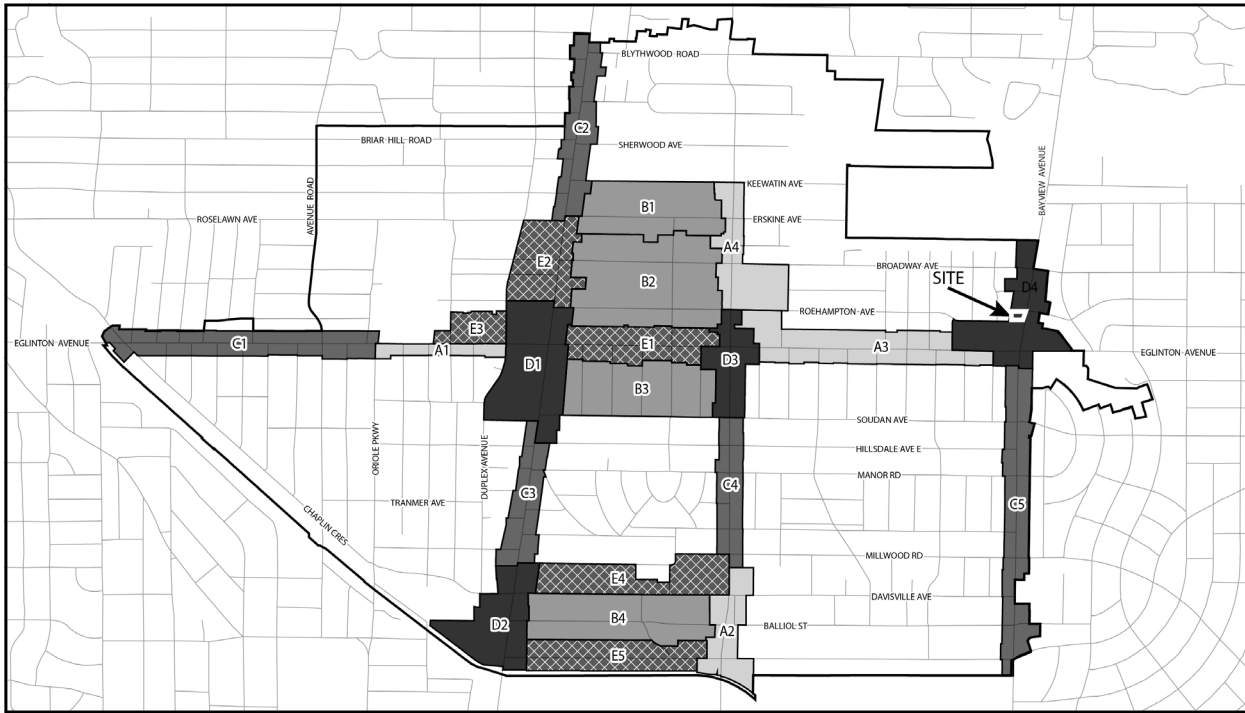 BLYTHWOOD ROAD
C2
BRIAR HILL ROAD
SHERWOOD AVE
KEEWATIN AVE
AVENUE ROAD
BAYVIEW AVENUE
B1
ROSELAWN AVE
ERSKINE AVE
A4
E2
B2
BROADWAY AVE
SITE
D4
ROEHAMPTON AVE
E3
EGLINTON AVENUE
C1
A1
E1
A3
EGLINTON AVENUE
D1
D3
B3
SOUDAN AVE
ORIOLE PKWY
DUPLEX AVENUE
HILLSDALE AVE E
MANOR RD
C3
C4
C5
TRANMER AVE
CHAPLIN CRES
MILLWOOD RD
E4
DAVISVILLE AVE
D2
B4
A2
BALLIOL ST
E5